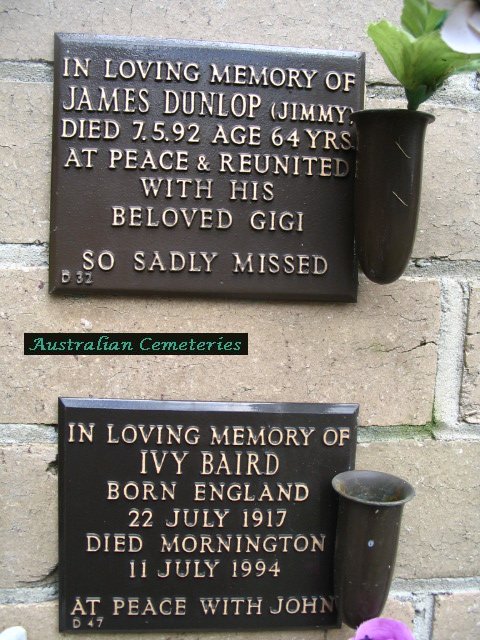 IN LOVING MEMORY OF
JAMES DUNLOP (JIMMY)
DIED 7.5.92 AGE 64 YRS.
AT PEACE & REUNITED
WITH HIS
BELOVED GIGI
SO SADLY MISSED
D 32
Australian Cemeteries
IN LOVING MEMORY OF
IVY BAIRD
BORN ENGLAND
22 JULY 1917
DIED MORNINGTON
11 JULY 1994
AT PEACE WITH JOHN
D 47